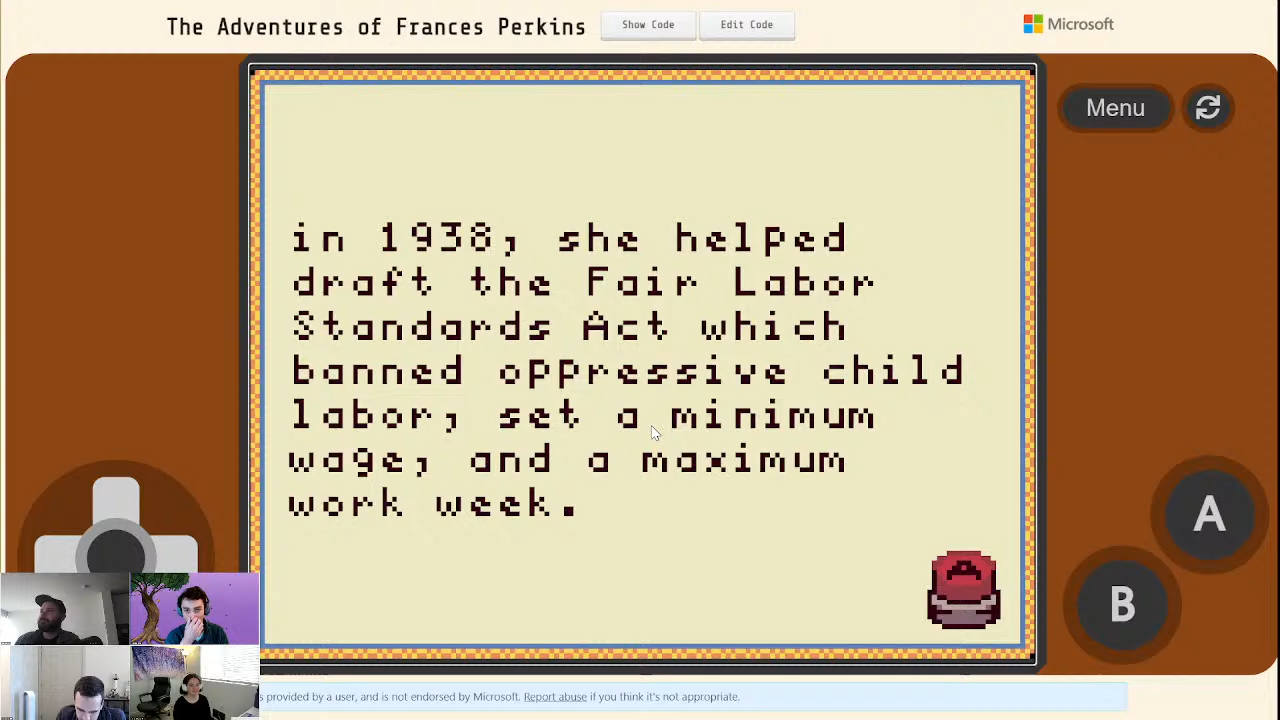 The Adventures of Frances Perkins
Show Code
Edit Code
Microsoft
Menu
in 1938, she helped
draft the Fair Labor
Standards Act which
banned oppressive child
labor, set a minimum
wage, and a maximum
work week.
A
A
B
s provided by a user, and is not endorsed by Microsoft. Report abuse if you think it's not appropriate.